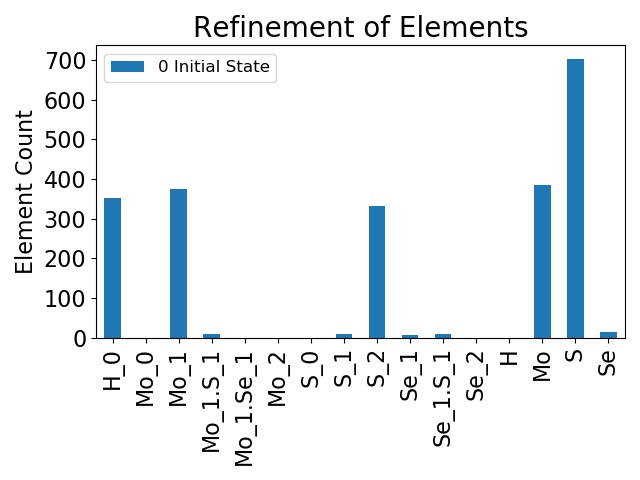 Refinement of Elements
0 Initial State
Element Count
700
600
500
400
300
200
100
0
H_0
Mo_0
Mo_1
Mo_1.S_1
Mo_1.Se_1
Mo_2
S_0
S_1
S_2
Se_1
Se_1.S_1
Se_2
H
Mo
S
Se